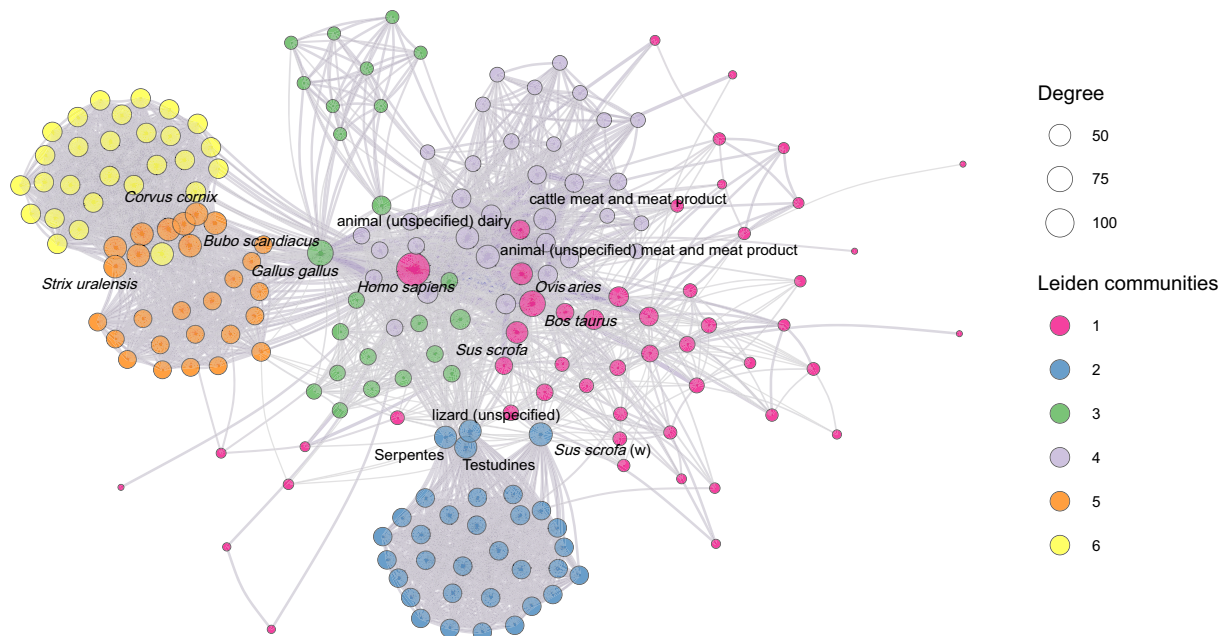 Corvus cornix
cattle meat and meat product
animal (unspecified) dairy
Bubo scandiacus
animal (unspecified) meat and meat product
Gallus gallus
Strix uralensis
Homo sapiens
Ovis aries
Bos taurus
Sus scrofa
lizard (unspecified)
Serpentes
Sus scrofa (w)
Testudines
Degree
50
75
100
Leiden communities
1
2
3
4
5
6